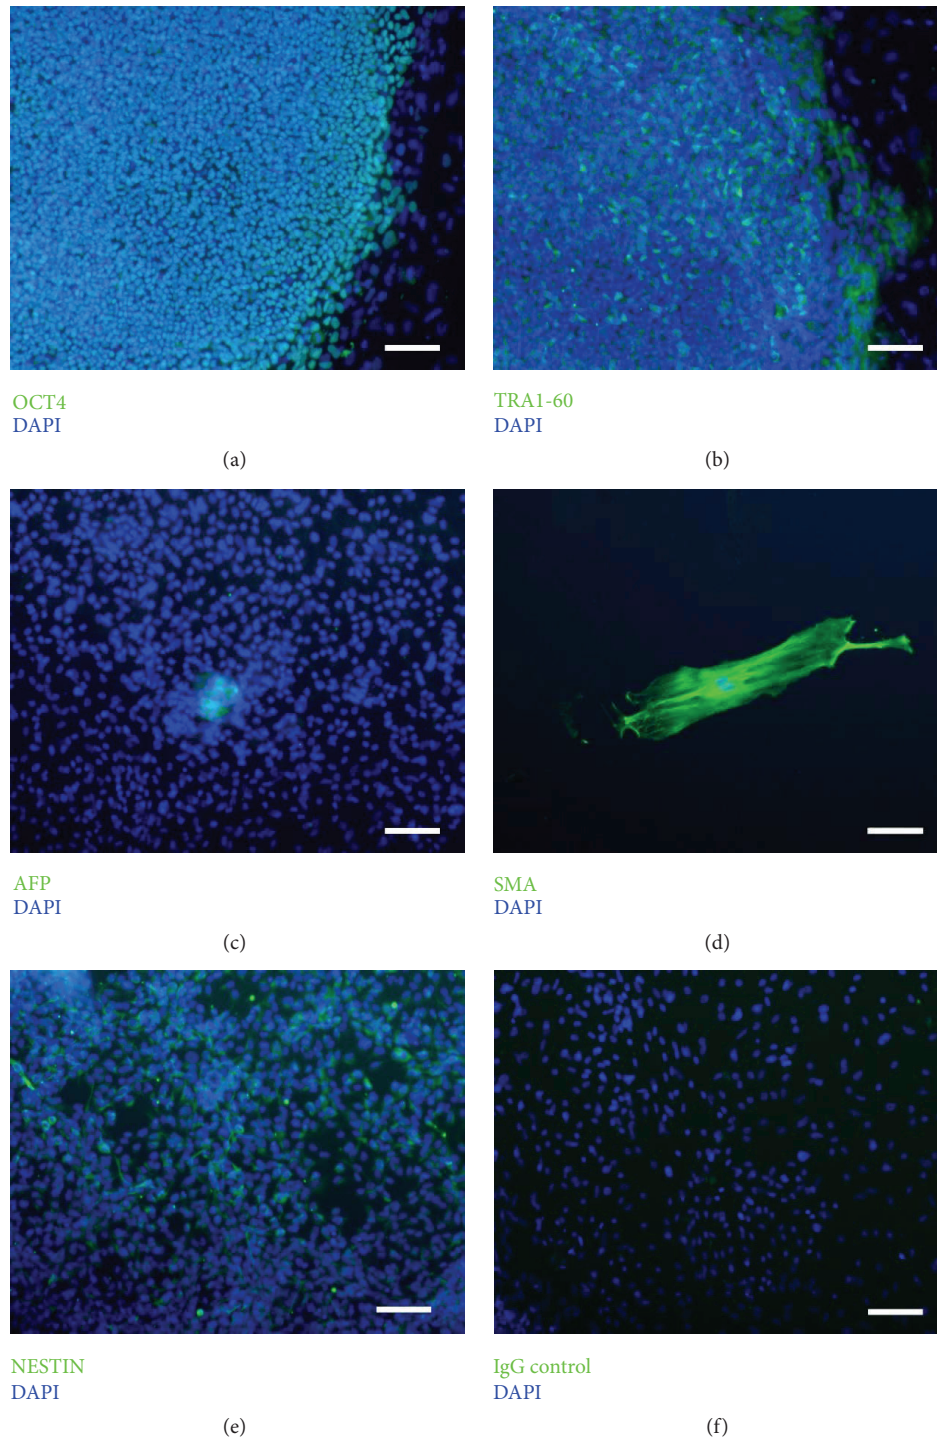 OCT4
DAPI
(a)
TRA1-60
DAPI
(b)
AFP
DAPI
(c)
SMA
DAPI
(d)
NESTIN
DAPI
(e)
IgG control
DAPI
(f)